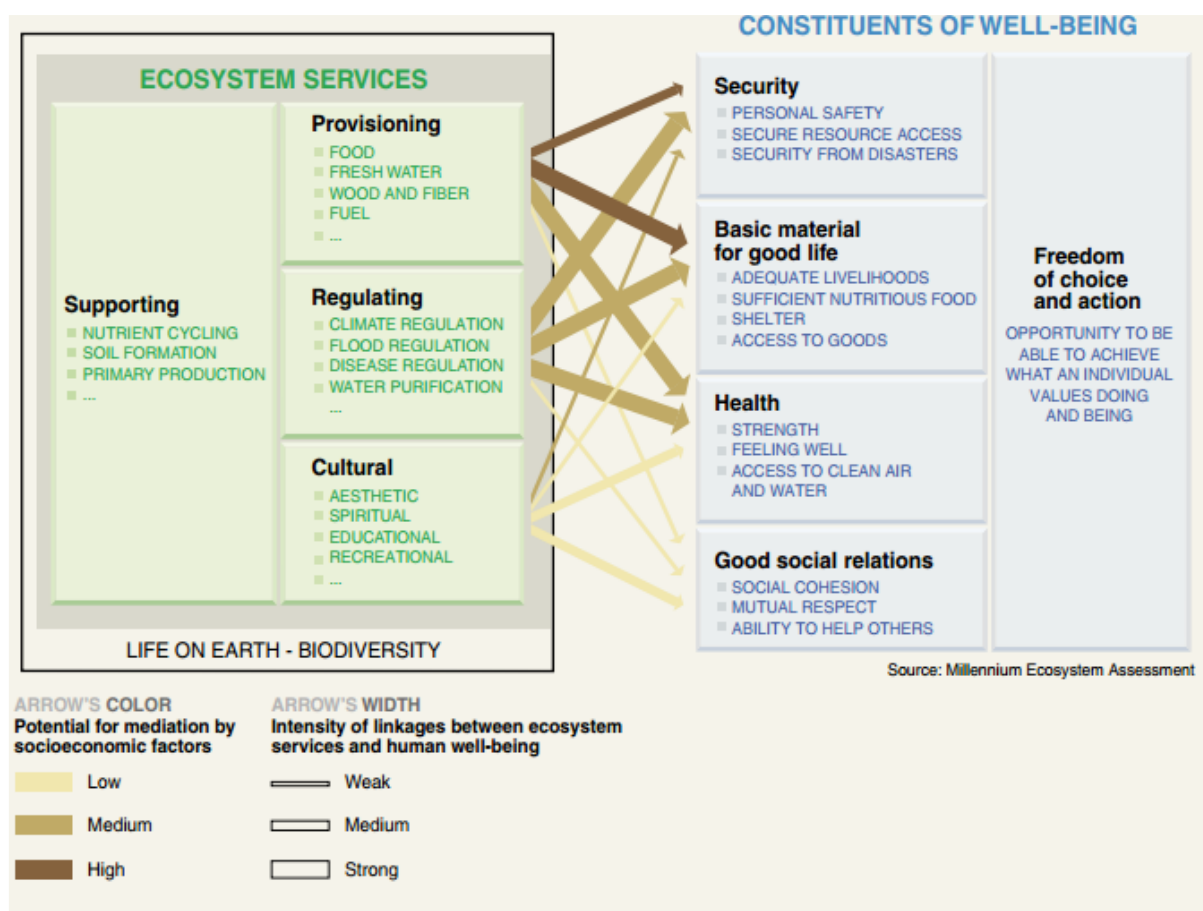 CONSTITUENTS OF WELL-BEING
ECOSYSTEM SERVICES
Supporting
NUTRIENT CYCLING
SOIL FORMATION
PRIMARY PRODUCTION
...
Provisioning
FOOD
FRESH WATER
WOOD AND FIBER
FUEL
...
Regulating
CLIMATE REGULATION
FLOOD REGULATION
DISEASE REGULATION
WATER PURIFICATION
...
Cultural
AESTHETIC
SPIRITUAL
EDUCATIONAL
RECREATIONAL
...
LIFE ON EARTH - BIODIVERSITY
Security
PERSONAL SAFETY
SECURE RESOURCE ACCESS
SECURITY FROM DISASTERS
Basic material
for good life
ADEQUATE LIVELIHOODS
SUFFICIENT NUTRITIOUS FOOD
SHELTER
ACCESS TO GOODS
Health
STRENGTH
FEELING WELL
ACCESS TO CLEAN AIR
AND WATER
Good social relations
SOCIAL COHESION
MUTUAL RESPECT
ABILITY TO HELP OTHERS
Freedom
of choice
and action
OPPORTUNITY TO BE
ABLE TO ACHIEVE
WHAT AN INDIVIDUAL
VALUES DOING
AND BEING
Source: Millennium Ecosystem Assessment
ARROW'S COLOR
Potential for mediation by
socioeconomic factors
Low
Medium
High
ARROW'S WIDTH
Intensity of linkages between ecosystem
services and human well-being
Weak
Medium
Strong